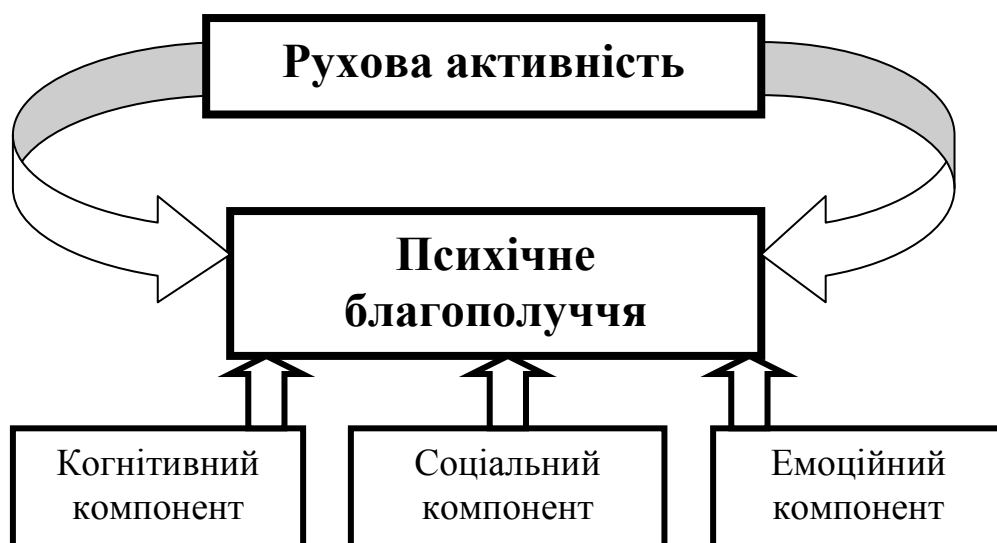 Рухова активність
Психічне
благополуччя
Когнітивний
компонент
Соціальний
компонент
Емоційний
компонент